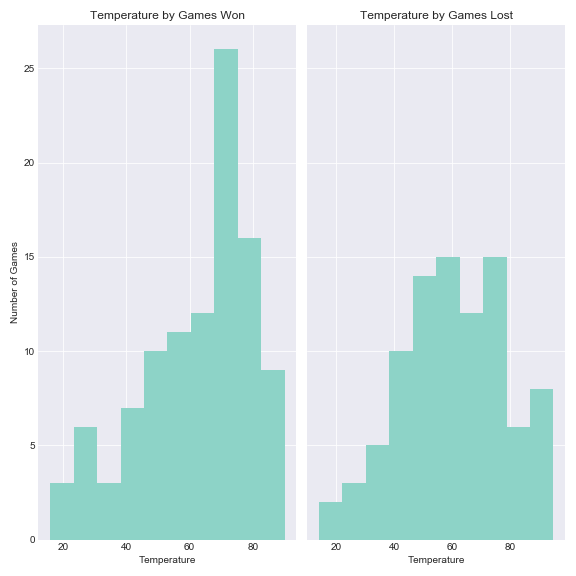 Temperature by Games Won
Temperature by Games Lost
25
20
15
10
5
0
Number of Games
20 40 60 80
20 40 60 80
Temperature
Temperature